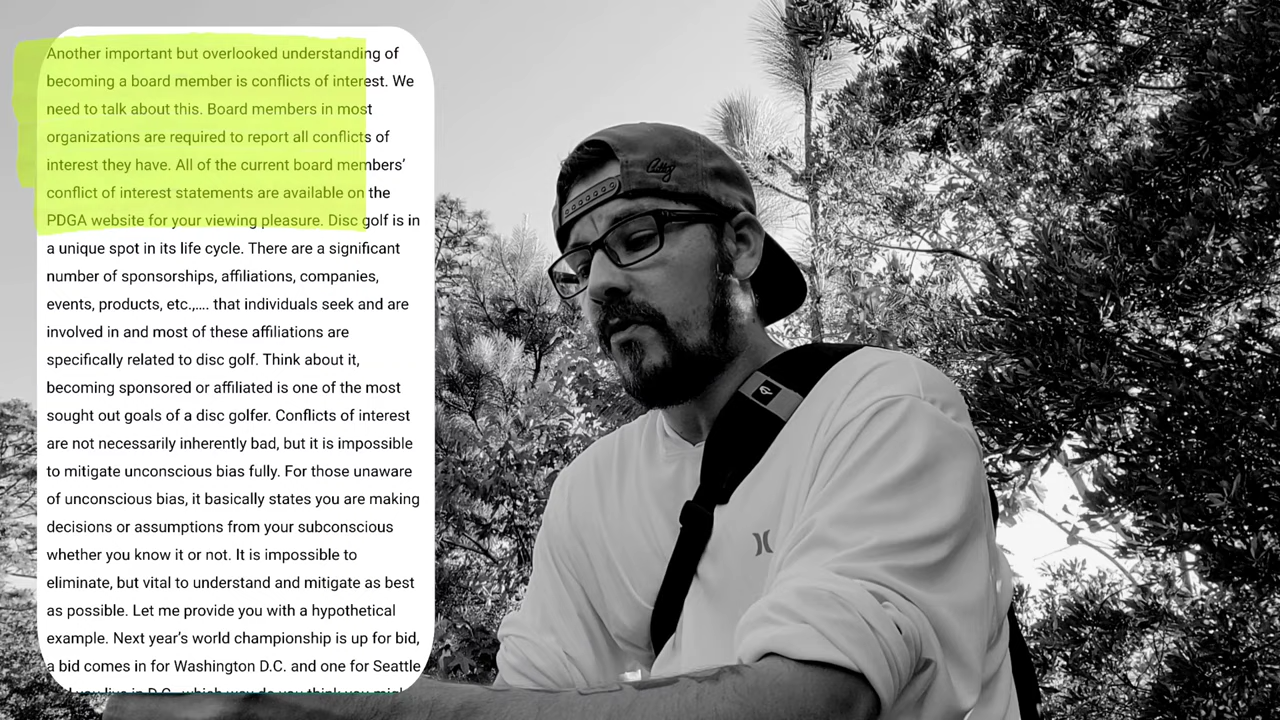 Another important but overlooked understanding of
becoming a board member is conflicts of interest. We
need to talk about this. Board members in most
organizations are required to report all conflicts of
interest they have. All of the current board members’
conflict of interest statements are available on the
PDGA website for your viewing pleasure. Disc golf is in
a unique spot in its life cycle. There are a significant
number of sponsorships, affiliations, companies,
events, products, etc.,.... that individuals seek and are
involved in and most of these affiliations are
specifically related to disc golf. Think about it,
becoming sponsored or affiliated is one of the most
sought out goals of a disc golfer. Conflicts of interest
are not necessarily inherently bad, but it is impossible
to mitigate unconscious bias fully. For those unaware
of unconscious bias, it basically states you are making
decisions or assumptions from your subconscious
whether you know it or not. It is impossible to
eliminate, but vital to understand and mitigate as best
as possible. Let me provide you with a hypothetical
example. Next year’s world championship is up for bid,
a bid comes in for Washington D.C. and one for Seattle
you live in D.C., which way do you think you